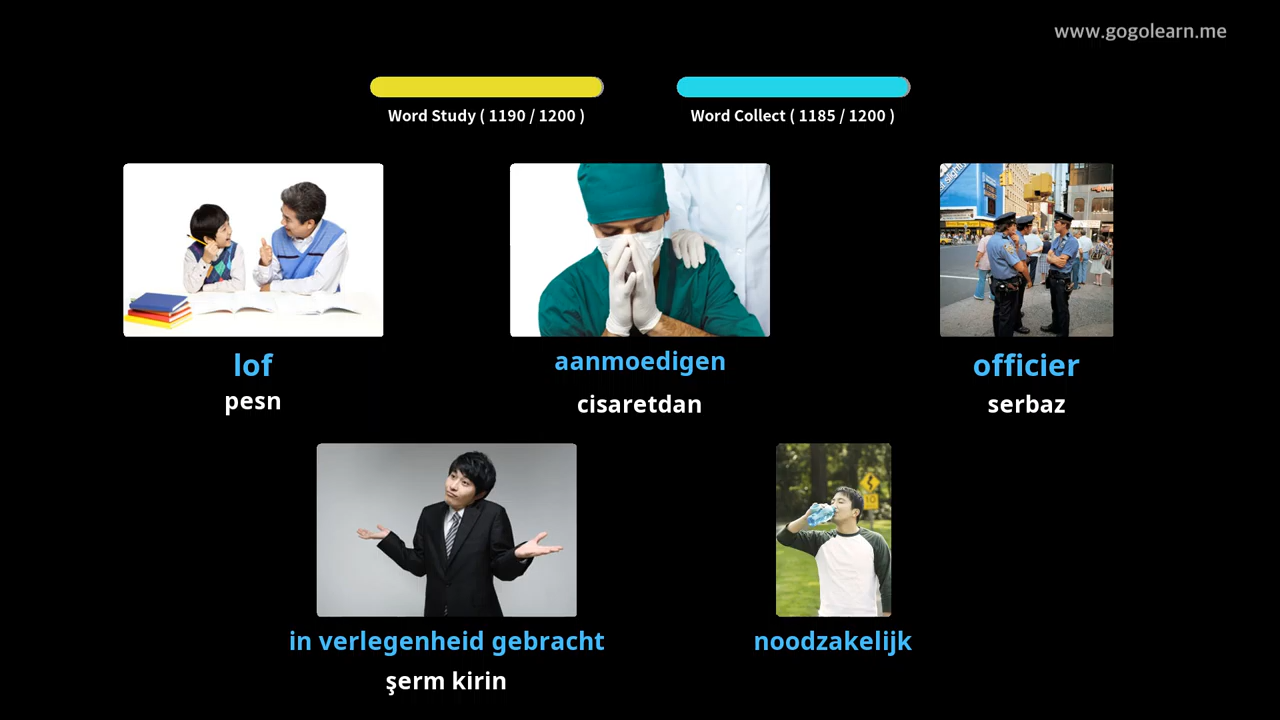 www.gogolearn.me
Word Study ( 1190 / 1200 )
Word Collect ( 1185 / 1200 )
lof
pesn
aanmoedigen
cisaretdan
officier
serbaz
in verlegenheid gebracht
şerm kirin
noodzakelijk